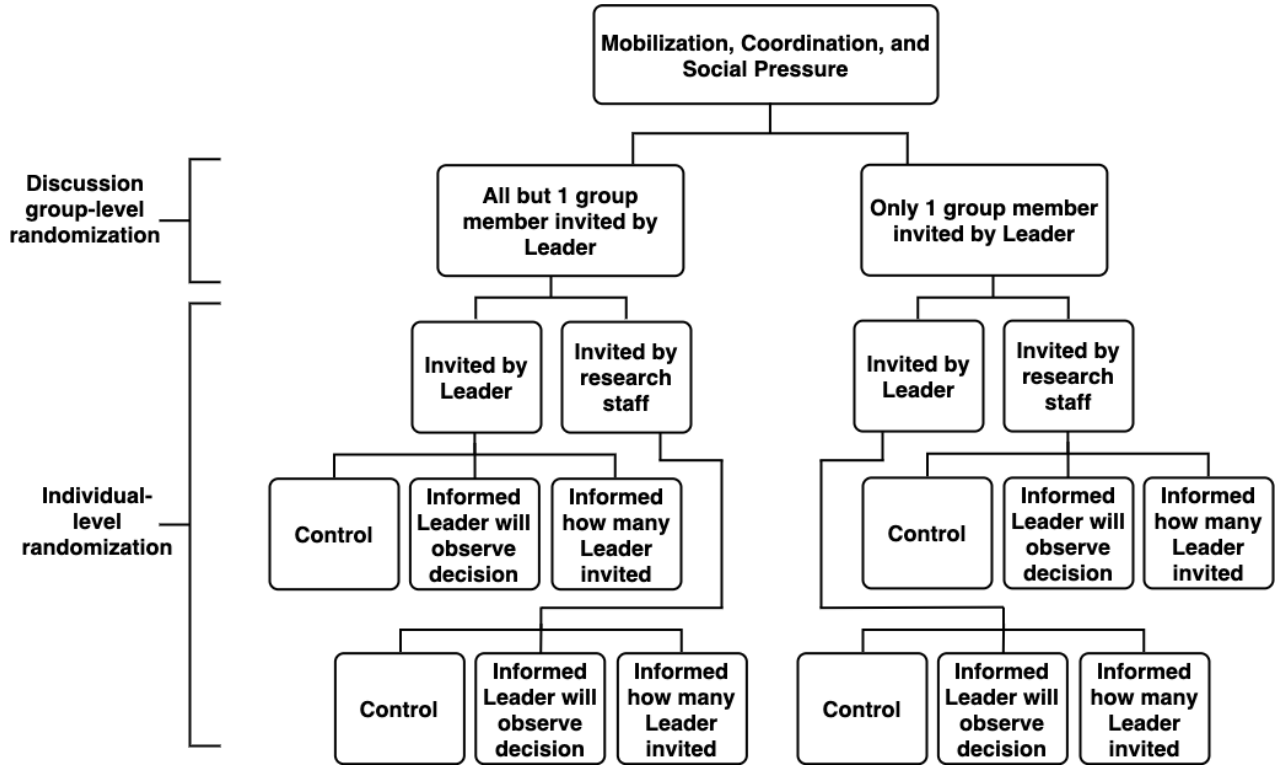 Mobilization, Coordination, and
Social Pressure
Discussion
group-level
randomization
All but 1 group
member invited by
Leader
Only 1 group member
invited by Leader
Individual-
level
randomization
Invited by
Leader
Invited by
research
staff
Invited by
Leader
Invited by
research
staff
Control
Informed
Leader will
observe
decision
Informed
how many
Leader
invited
Control
Informed
Leader will
observe
decision
Informed
how many
Leader
invited
Control
Informed
Leader will
observe
decision
Informed
how many
Leader
invited
Control
Informed
Leader will
observe
decision
Informed
how many
Leader
invited